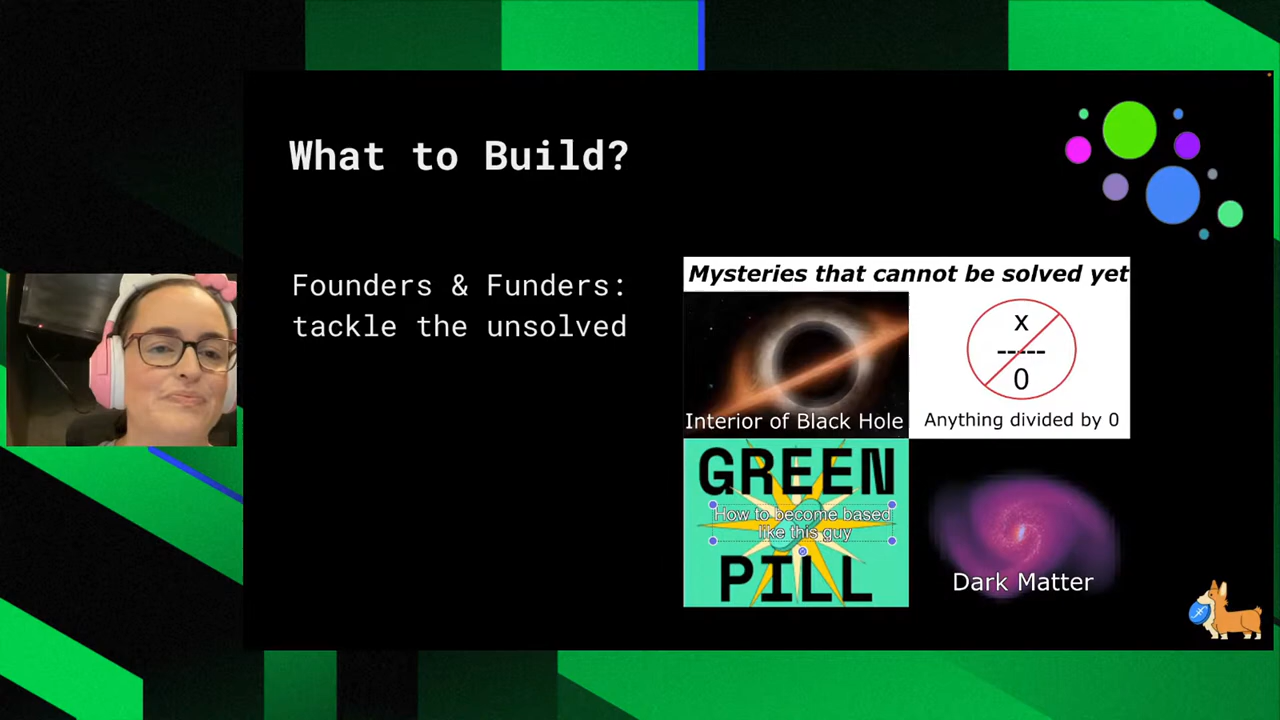 What to Build?
Founders & Funders:
tackle the unsolved
Mysteries that cannot be solved yet
Interior of Black Hole
x
-----
0
Anything divided by 0
GREEN
How to become based
like this guy
PILL
Dark Matter